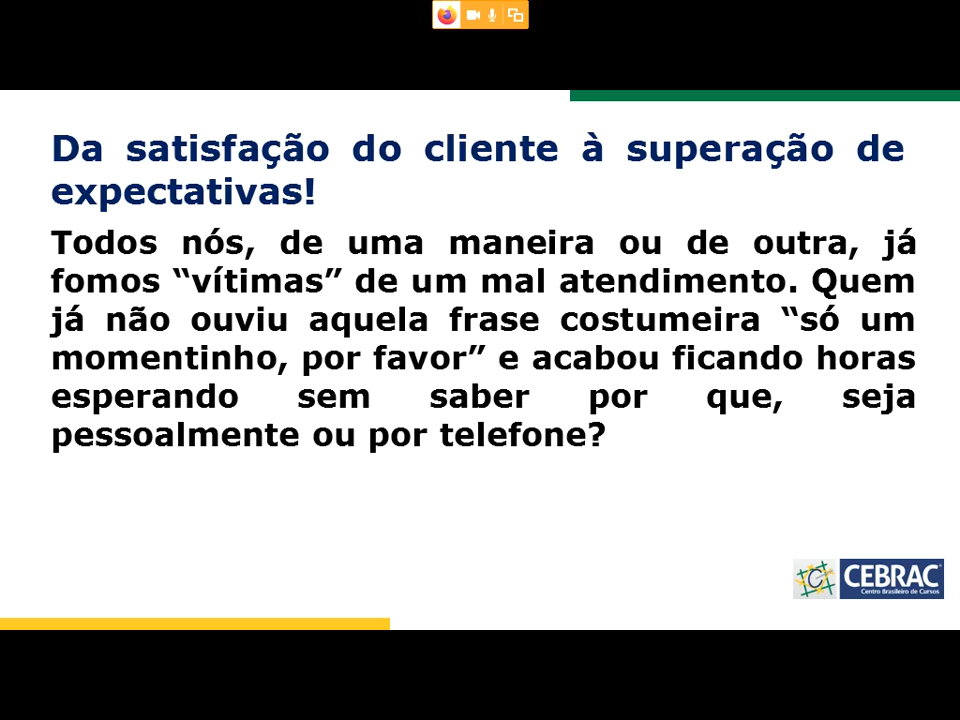 Da satisfação do cliente à superação de
expectativas!
Todos nós, de uma maneira ou de outra, já
fomos “vítimas” de um mal atendimento. Quem
já não ouviu aquela frase costumeira “só um
momentinho, por favor” e acabou ficando horas
esperando sem saber por que, seja
pessoalmente ou por telefone?
C CEBRAC
Centro Brasileiro de Cursos